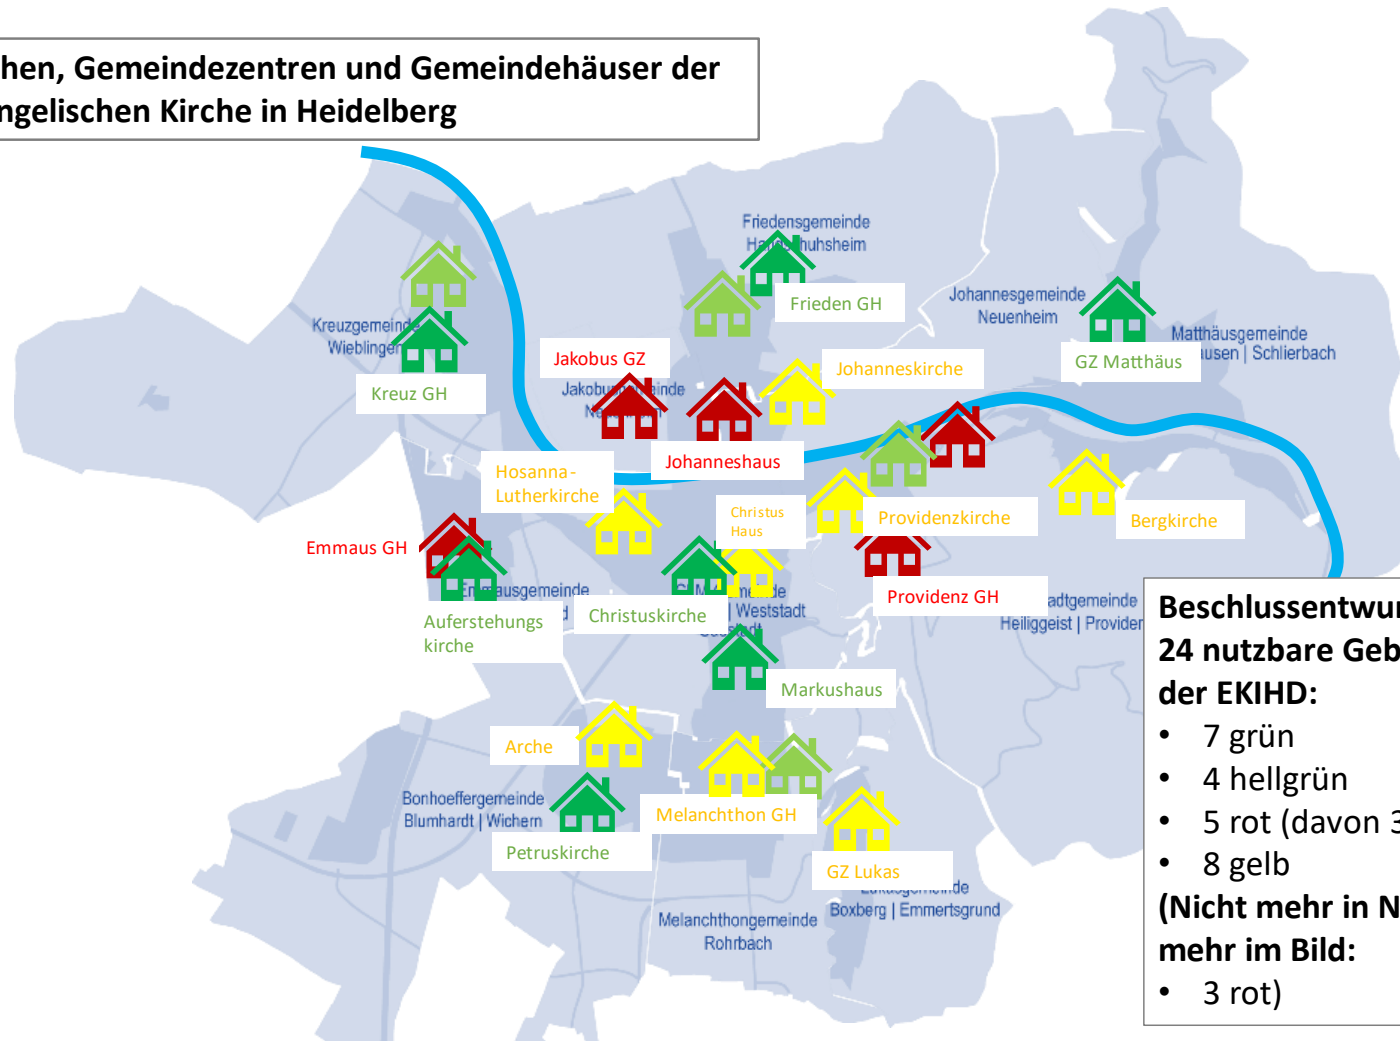 hen, Gemeindezentren und Gemeindehäuser der
ngelischen Kirche in Heidelberg
Friedensgemeinde
Frieden GH
Johannesgemeinde
Neuenheim
Matthäusgemeinde
ausen | Schlierbach
GZ Matthäus
Kreuzgemeinde
Wieblingen
Kreuz GH
Jakobus GZ
Johanneskirche
Johanneshaus
Hosanna-
Lutherkirche
Christus
Haus
Providenzkirche
Bergkirche
Emmaus GH
Auferstehungs
kirche
Christuskirche
| Weststadt
Providenz GH
adtgemeinde
Heiliggeist | Provider
Markushaus
Arche
Bonhoeffergemeinde
Blumhardt | Wichern
Melanchthon GH
Petruskirche
GZ Lukas
Boxberg | Emmertsgrund
Melanchthongemeinde
Rohrbach
Beschlussentwur
24 nutzbare Geb
der EKIHD:
• 7 grün
• 4 hellgrün
• 5 rot (davon 3
• 8 gelb
(Nicht mehr in N
mehr im Bild:
• 3 rot)